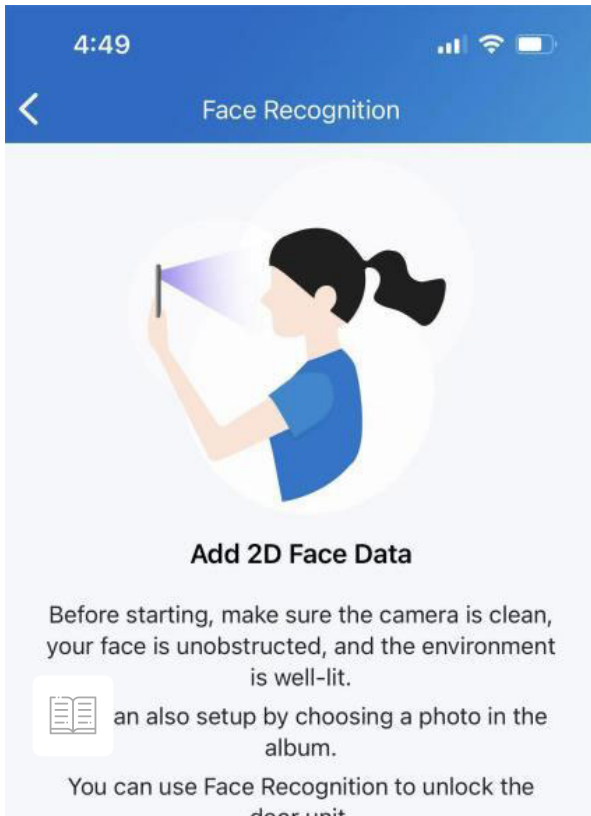 4:49
Face Recognition
Add 2D Face Data
Before starting, make sure the camera is clean,
your face is unobstructed, and the environment
is well-lit.
an also setup by choosing a photo in the
album.
You can use Face Recognition to unlock the
door unit